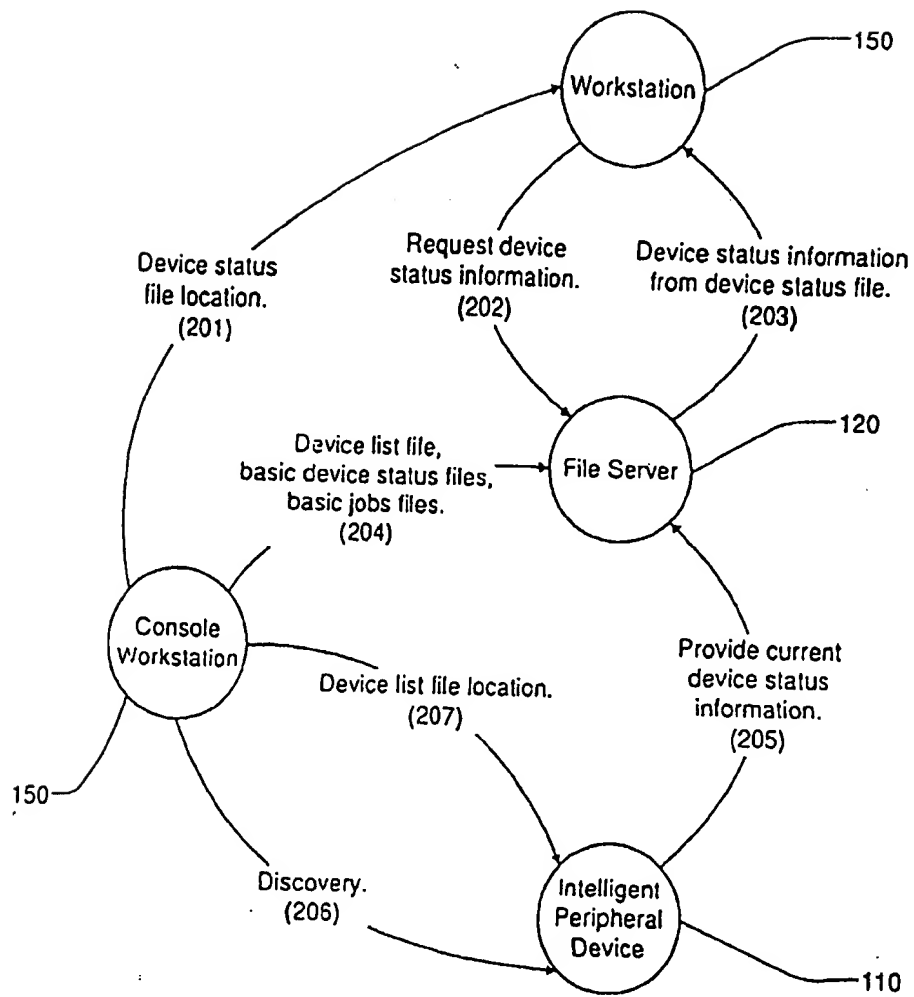 150
Workstation
Request device
status information.
(202)
Device status information
from device status file.
(203)
Device status
file location.
(201)
120
Device list file,
basic device status files,
basic jobs files.
(204)
File Server
Console
Workstation
Device list file location.
(207)
Provide current
device status
information.
(205)
150
Discovery.
(206)
Intelligent
Peripheral
Device
110